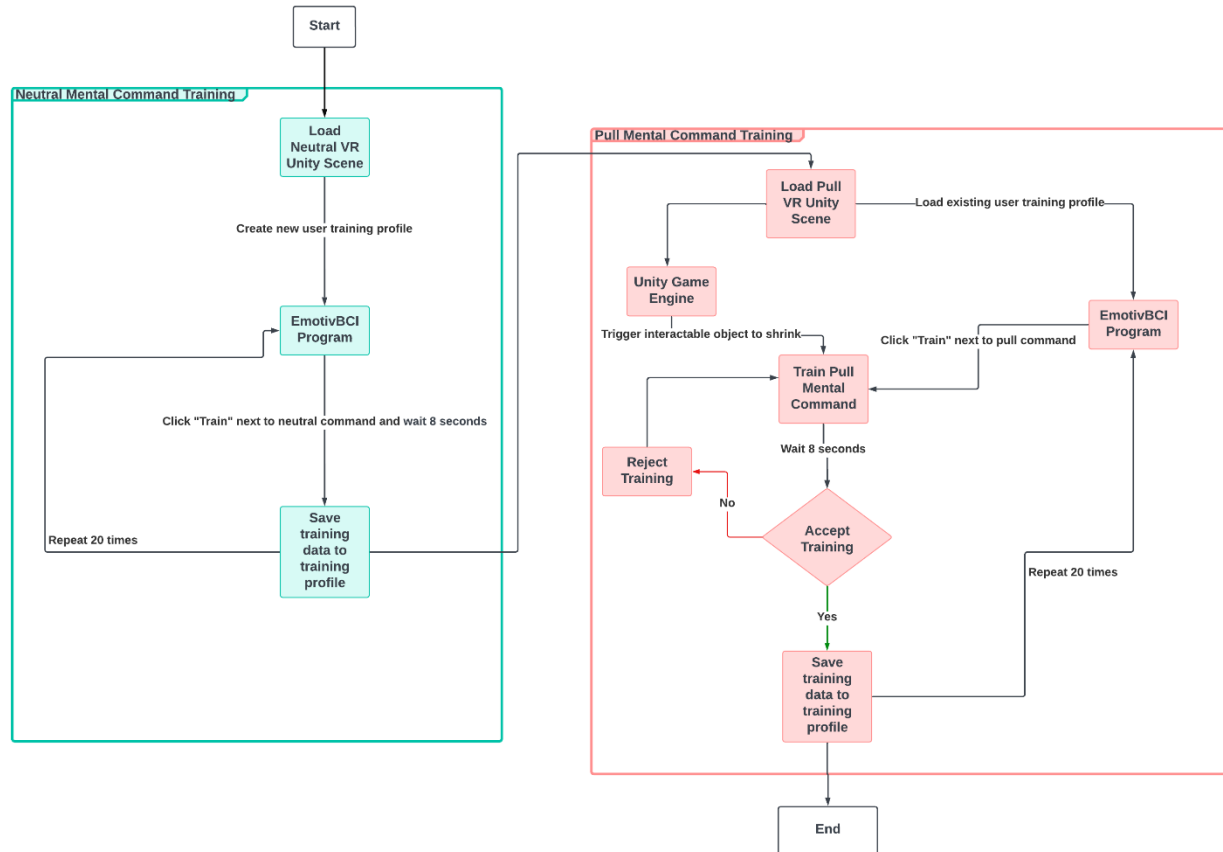 Start
Neutral Mental Command Training
Load
Neutral VR
Unity Scene
Create new user training profile
EmotivBCI
Program
Click "Train" next to neutral command and wait 8 seconds
Save
training
data to
training
profile
Repeat 20 times
Pull Mental Command Training
Load Pull
VR Unity
Scene
Load existing user training profile
Unity Game
Engine
EmotivBCI
Program
Trigger interactable object to shrink
Click "Train" next to pull command
Train Pull
Mental
Command
Wait 8 seconds
Reject
Training
No
Accept
Training
Yes
Repeat 20 times
Save
training
data to
training
profile
End